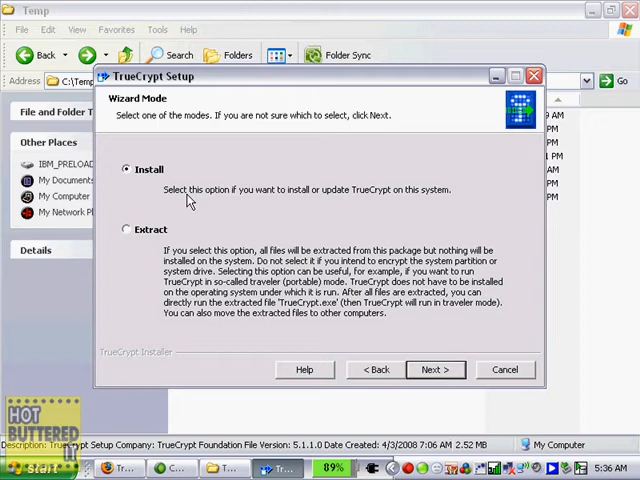 Temp
File Edit View Favorites Tools Help
Back Search Folders Folder Sync
Address C:\Temp Go
File and Folder T
Other Places
IBM_PRELOAD
My Documents
My Computer
My Network Pl
Details
TrueCrypt Setup
Wizard Mode
Select one of the modes. If you are not sure which to select, click Next.
Install
Select this option if you want to install or update TrueCrypt on this system.
Extract
If you select this option, all files will be extracted from this package but nothing will be
installed on the system. Do not select it if you intend to encrypt the system partition or
system drive. Selecting this option can be useful, for example, if you want to run
TrueCrypt in so-called traveler (portable) mode. TrueCrypt does not have to be installed
on the operating system under which it is run. After all files are extracted, you can
directly run the extracted file 'TrueCrypt.exe' (then TrueCrypt will run in traveler mode).
You can also move the extracted files to other computers.
TrueCrypt Installer
Help < Back Next > Cancel
9 AM
1 PM
PM
PM
HOT
BUTTERED
IT
Description: TrueCrypt Setup Company: TrueCrypt Foundation File Version: 5.1.1.0 Date Created: 4/3/2008 7:06 AM 2.52 MB My Computer
start Tr... C... T... Tr... 89% 5:36 AM